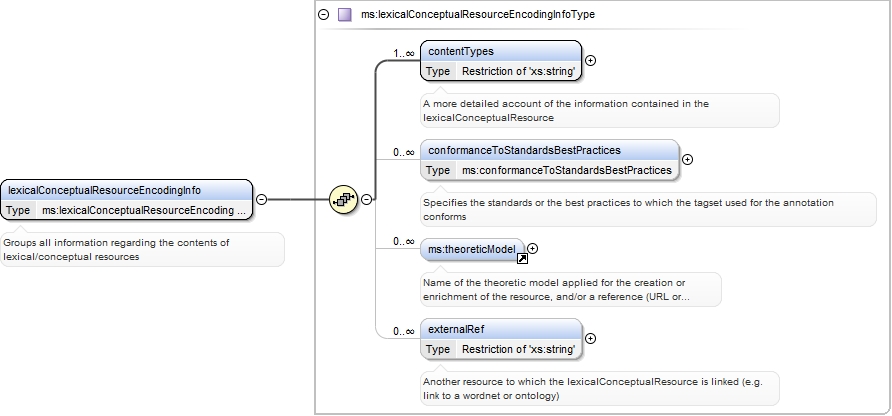 ms:lexicalConceptualResourceEncodingInfoType
1..∞
contentTypes
Type Restriction of 'xs:string'
A more detailed account of the information contained in the
lexicalConceptualResource
0..∞
conformanceToStandardsBestPractices
Type ms:conformanceToStandardsBestPractices
Specifies the standards or the best practices to which the tagset used for the annotation
conforms
lexicalConceptualResourceEncodingInfo
Type ms:lexicalConceptualResourceEncoding ...
Groups all information regarding the contents of
lexical/conceptual resources
0..∞
ms:theoreticModel
Name of the theoretic model applied for the creation or
enrichment of the resource, and/or a reference (URL or...
0..∞
externalRef
Type Restriction of 'xs:string'
Another resource to which the lexicalConceptualResource is linked (e.g.
link to a wordnet or ontology)